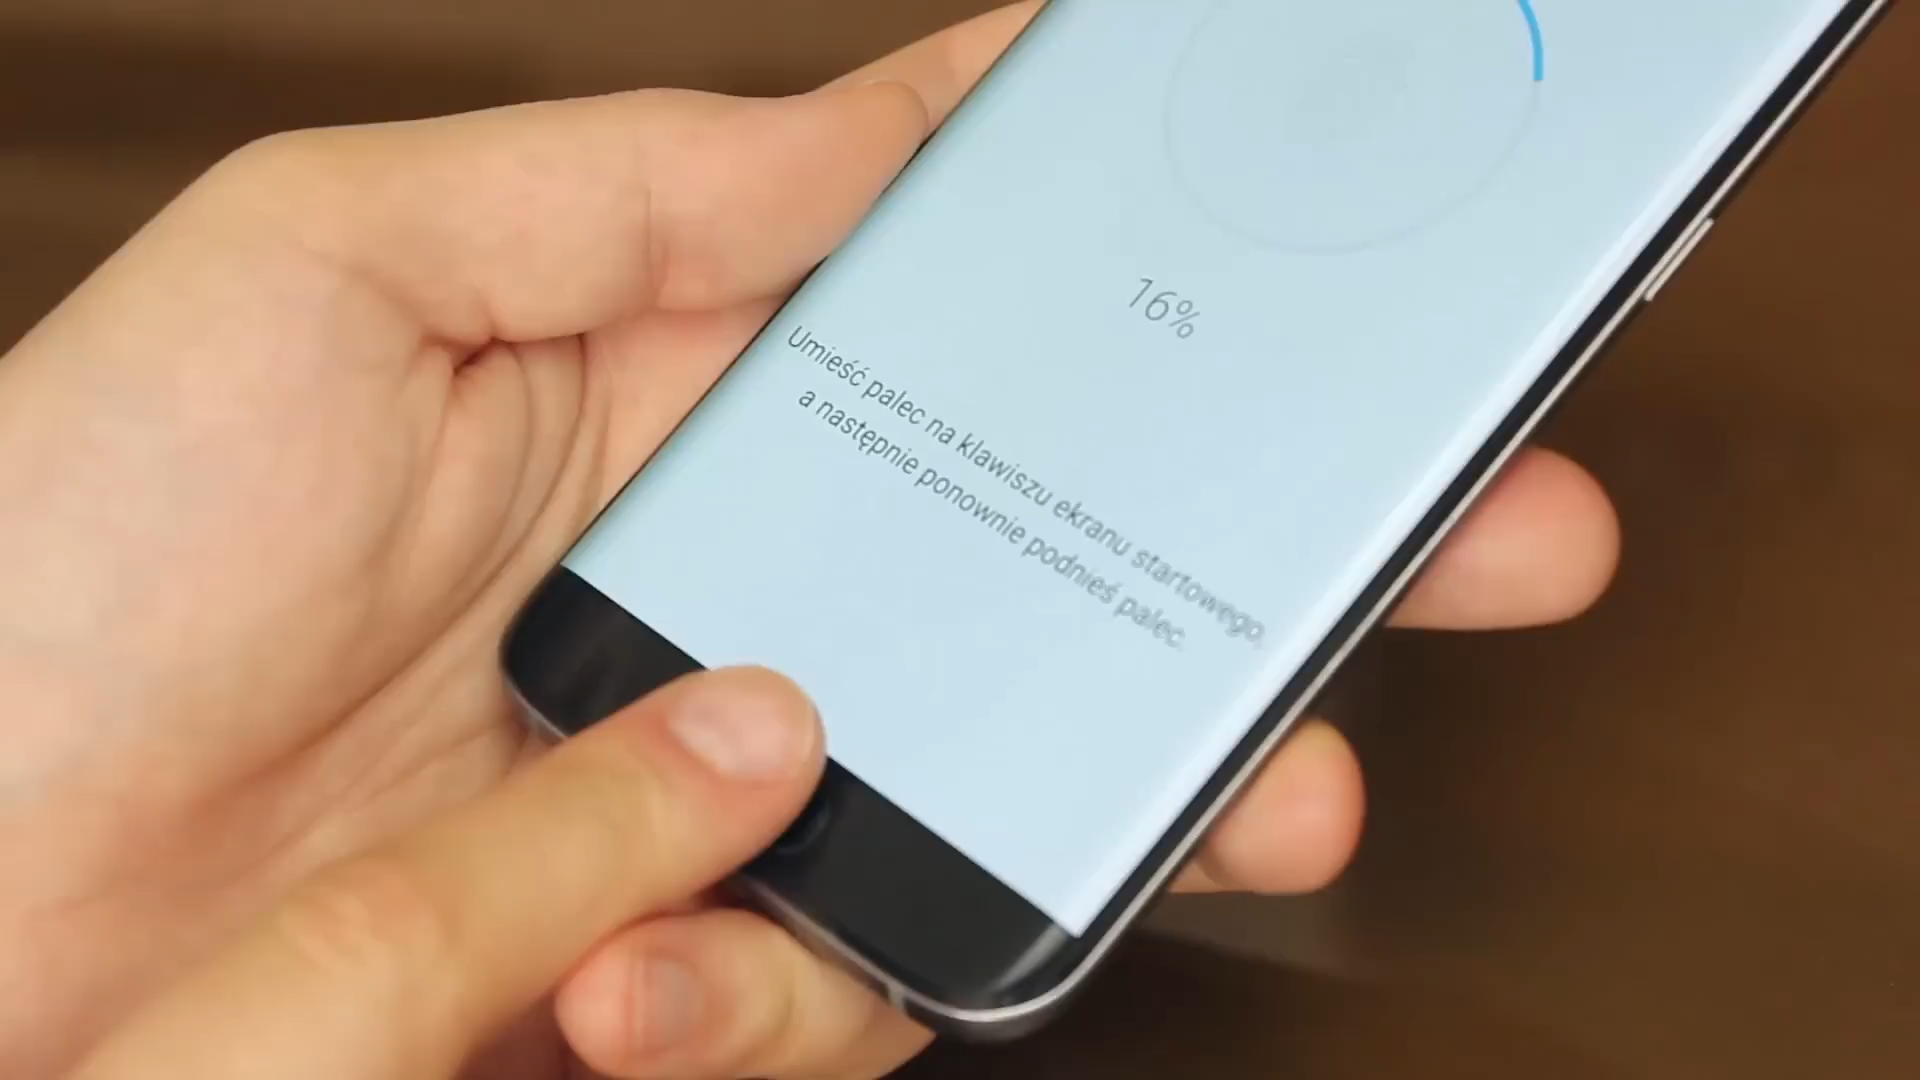 16%
Umieść palec na klawiszu ekranu startowego,
a następnie ponownie podnieś palec.